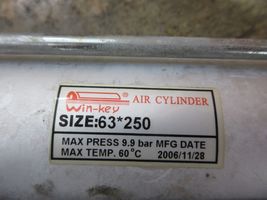 Win-key AIR CYLINDER
SIZE:63*250
MAX PRESS 9.9 bar MFG DATE
MAX TEMP. 60°C 2006/11/28